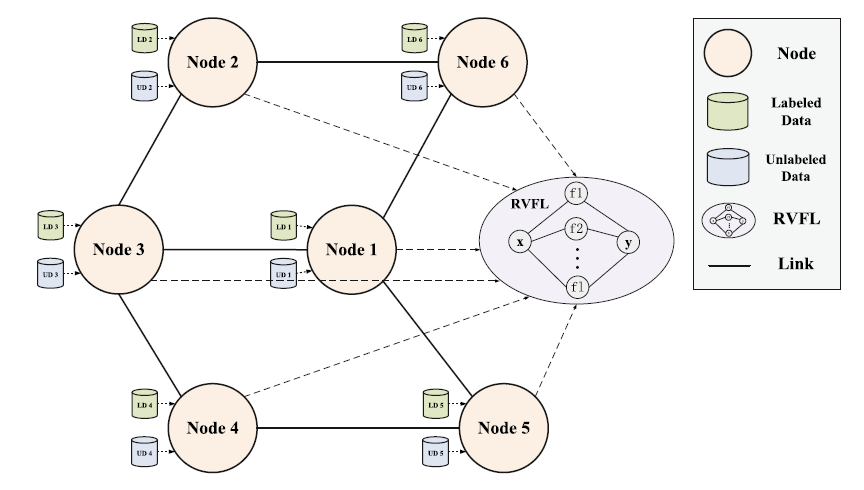 LD 2
Node 2
UD 2
LD 6
Node 6
UD 6
Node
Labeled
Data
Unlabeled
Data
RVFL
Link
LD 3
Node 3
UD 3
LD 1
Node 1
UD 1
RVFL
f1
x
f2
y
f1
LD 4
Node 4
UD 4
LD 5
Node 5
UD 5